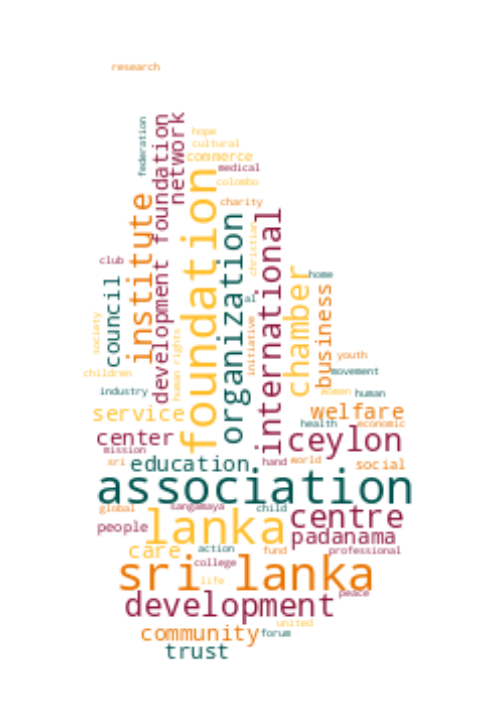 research
federation
development foundation
network
hope
cultural
commerce
medical
colombo
charity
institute
foundation
organization
international
christian
club
council
chamber
home
business
al
society
human rights
initiative
children
youth
movement
industry
women
human
service
welfare
economic
health
center
ceylon
mission
sri
education
hand
world
social
association
global
sangamaya
child
centre
people
lanka
padanama
care
action
fund
professional
college
sri lanka
life
peace
development
united
community
forum
trust